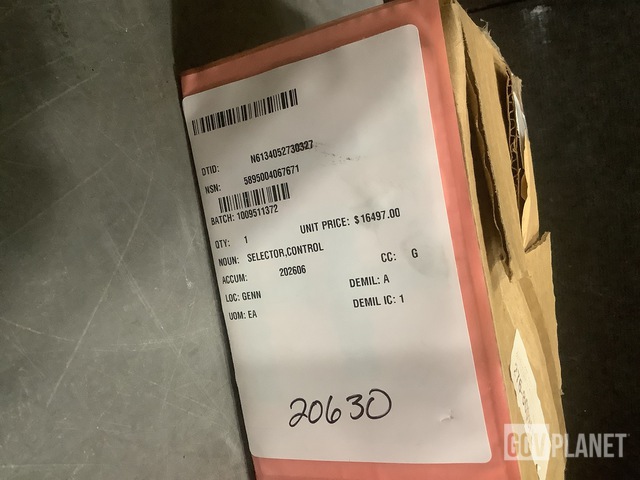 DTID: N6134052730327
NSN: 5895004067671
BATCH: 1009511372
QTY: 1 UNIT PRICE: $ 16497.00
NOUN: SELECTOR,CONTROL
ACCUM: 202606 CC: G
LOC: GENN DEMIL: A
UOM: EA DEMIL IC: 1
20630
GOVPLANET